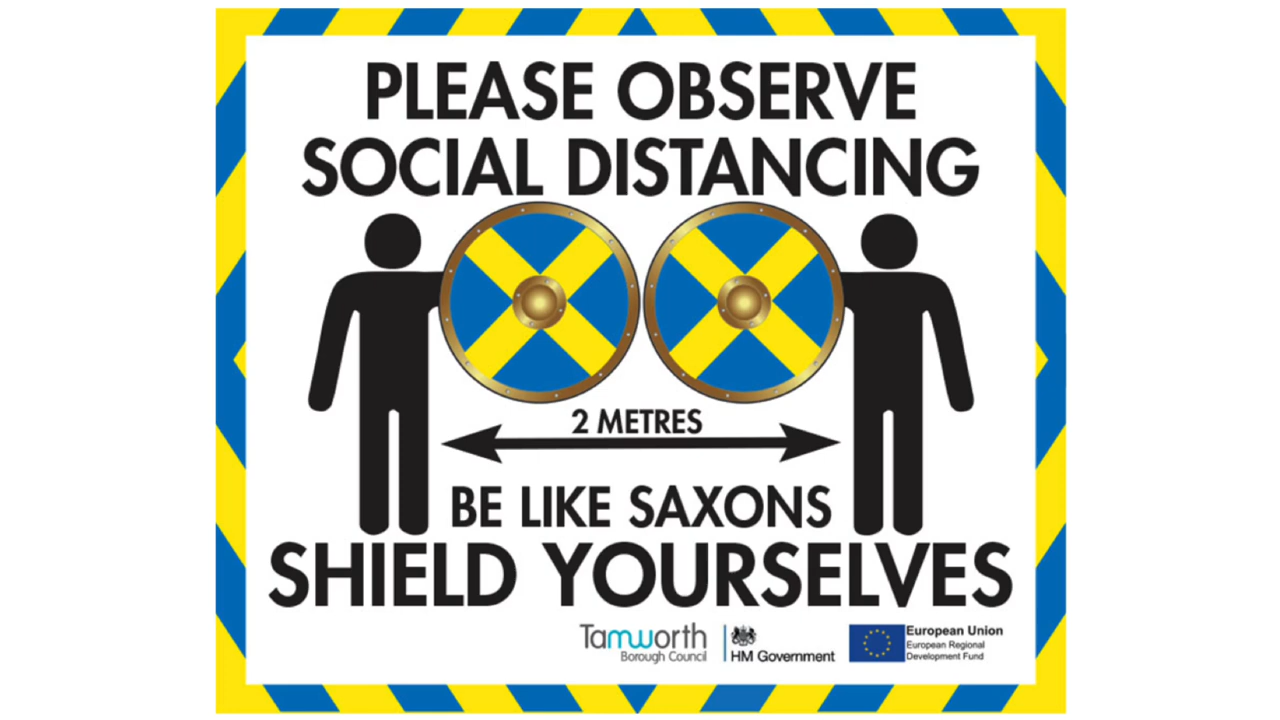 PLEASE OBSERVE
SOCIAL DISTANCING
2 METRES
BE LIKE SAXONS
SHIELD YOURSELVES
Tamworth
Borough Council
HM Government
European Union
European Regional
Development Fund